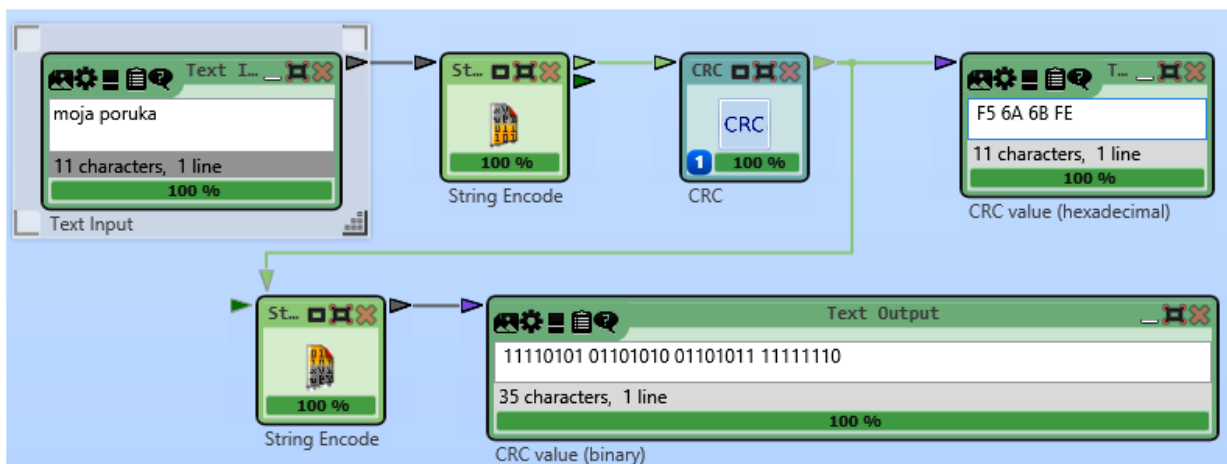 Text I...
moja poruka
11 characters, 1 line
100 %
Text Input
St...
100 %
String Encode
CRC
CRC
1
100 %
CRC
T...
F5 6A 6B FE
11 characters, 1 line
100 %
CRC value (hexadecimal)
St...
100 %
String Encode
Text Output
11110101 01101010 01101011 11111110
35 characters, 1 line
100 %
CRC value (binary)